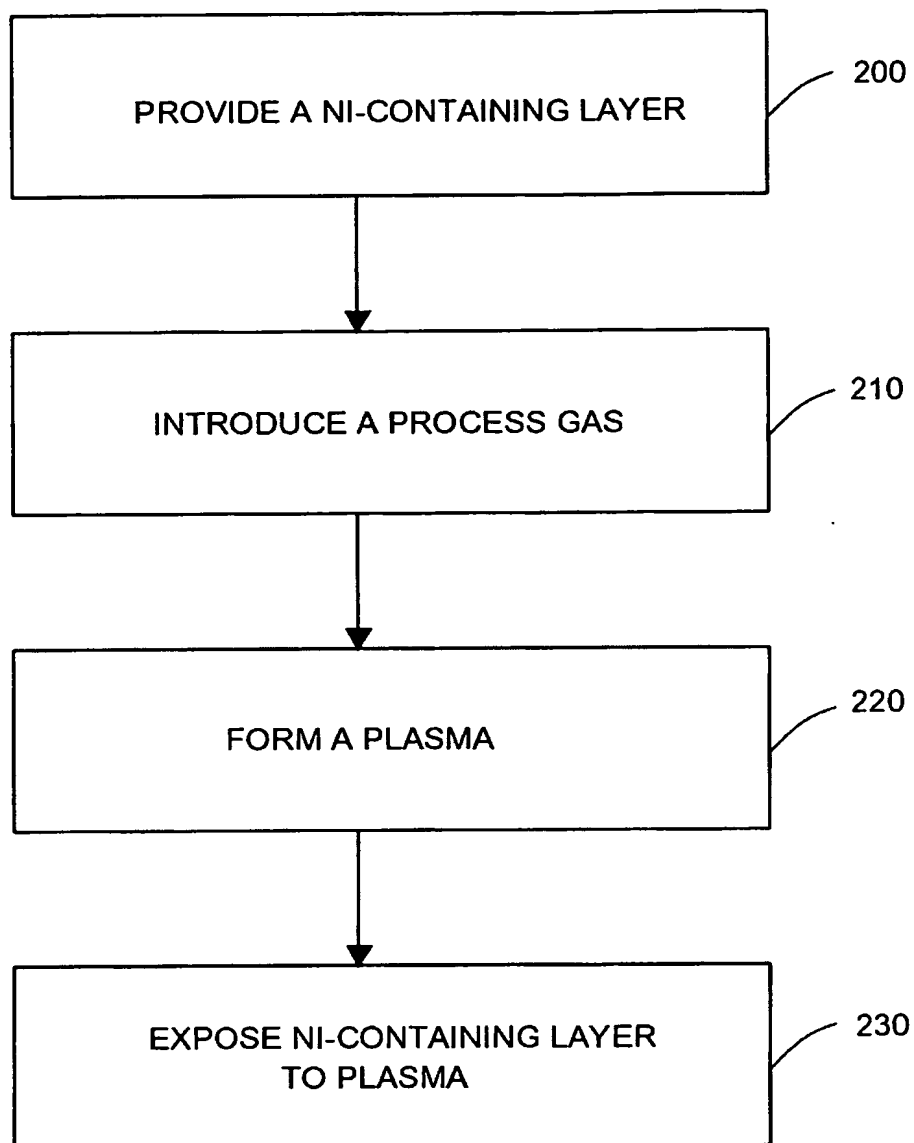 PROVIDE A NI-CONTAINING LAYER
200
INTRODUCE A PROCESS GAS
210
FORM A PLASMA
220
EXPOSE NI-CONTAINING LAYER
TO PLASMA
230